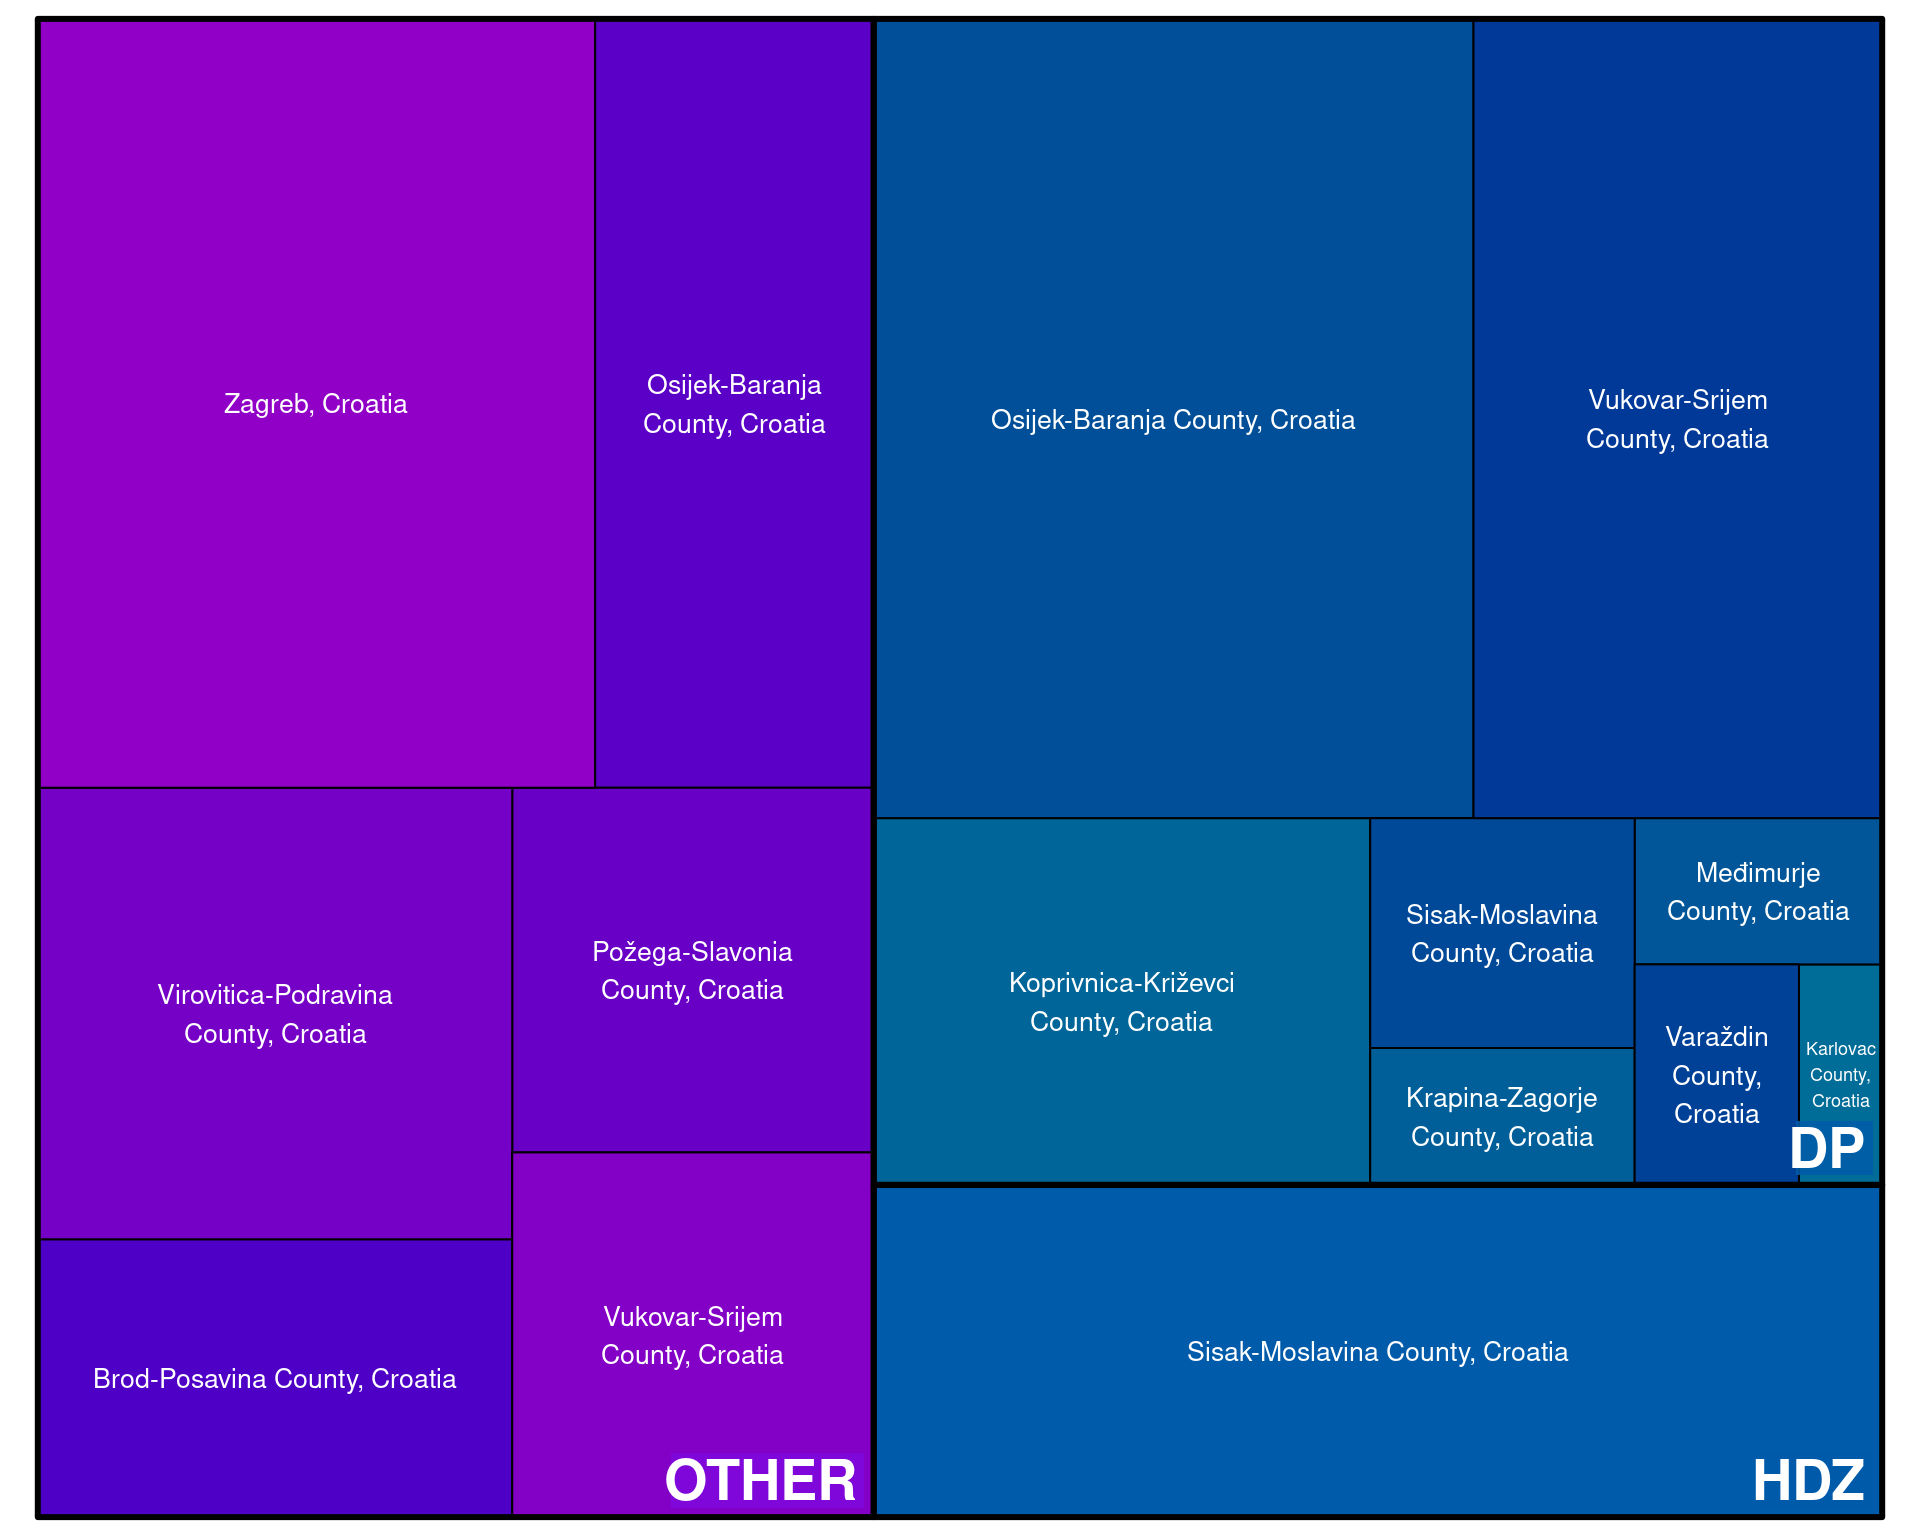 Zagreb, Croatia
Osijek-Baranja
County, Croatia
Virovitica-Podravina
County, Croatia
Požega-Slavonia
County, Croatia
Brod-Posavina County, Croatia
Vukovar-Srijem
County, Croatia
OTHER
Osijek-Baranja County, Croatia
Vukovar-Srijem
County, Croatia
Koprivnica-Križevci
County, Croatia
Sisak-Moslavina
County, Croatia
Krapina-Zagorje
County, Croatia
Međimurje
County, Croatia
Varaždin
County,
Croatia
Karlovac
County,
Croatia
DP
Sisak-Moslavina County, Croatia
HDZ